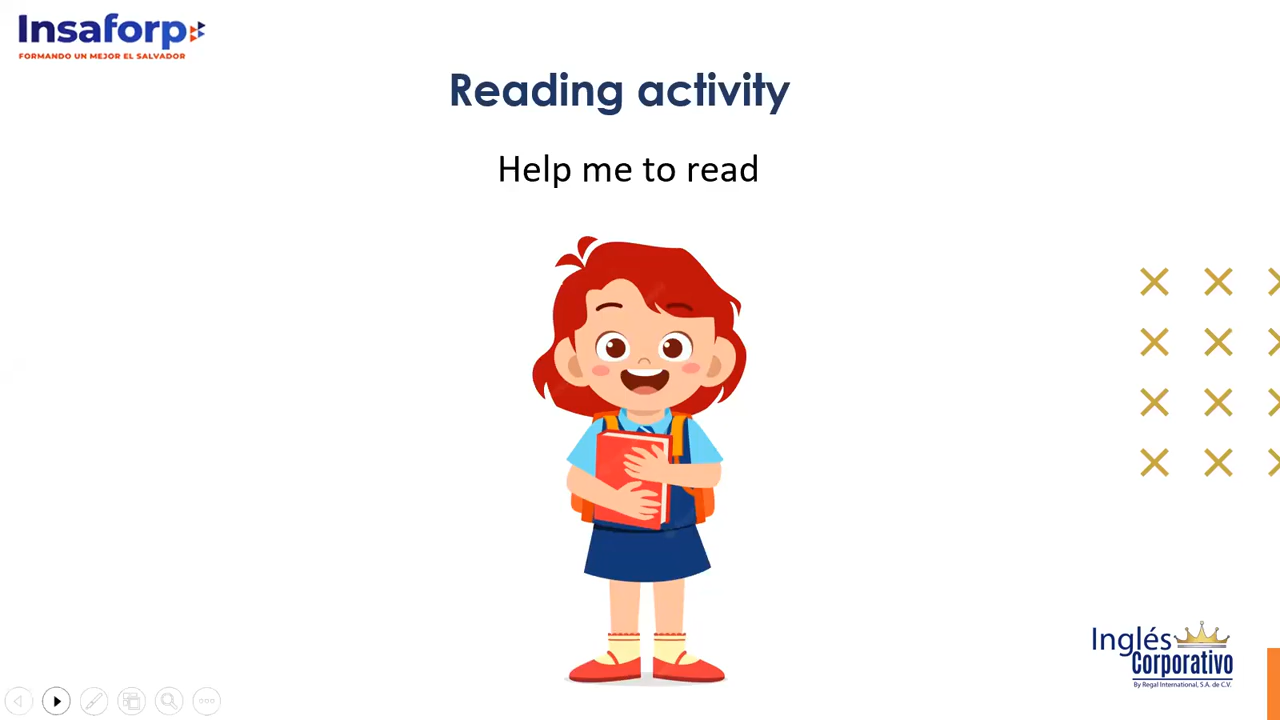 Insaforp
FORMANDO UN MEJOR EL SALVADOR
Reading activity
Help me to read
Inglés
Corporativo
By Regal International, S.A. de C.V.